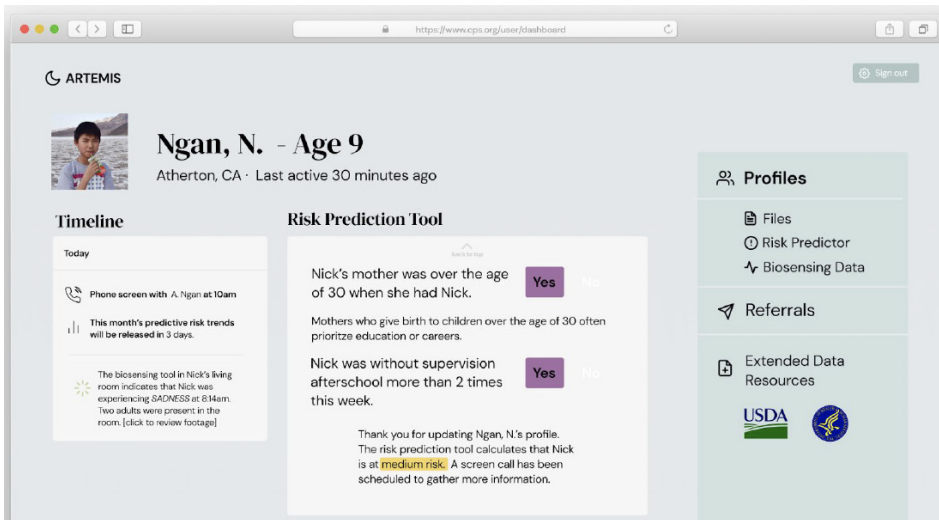 https://www.cps.org/user/dashboard
ARTEMIS
Sign out
Ngan, N. - Age 9
Atherton, CA · Last active 30 minutes ago
Timeline
Today
Phone screen with A. Ngan at 10am
This month's predictive risk trends
will be released in 3 days.
The biosensing tool in Nick's living
room indicates that Nick was
experiencing SADNESS at 8:14am.
Two adults were present in the
room. [click to review footage]
Risk Prediction Tool
Nick's mother was over the age
of 30 when she had Nick.
Yes
No
Mothers who give birth to children over the age of 30 often
prioritze education or careers.
Nick was without supervision
afterschool more than 2 times
this week.
Yes
No
Thank you for updating Ngan, N.'s profile.
The risk prediction tool calculates that Nick
is at medium risk. A screen call has been
scheduled to gather more information.
Profiles
Files
Risk Predictor
Biosensing Data
Referrals
Extended Data
Resources
USDA